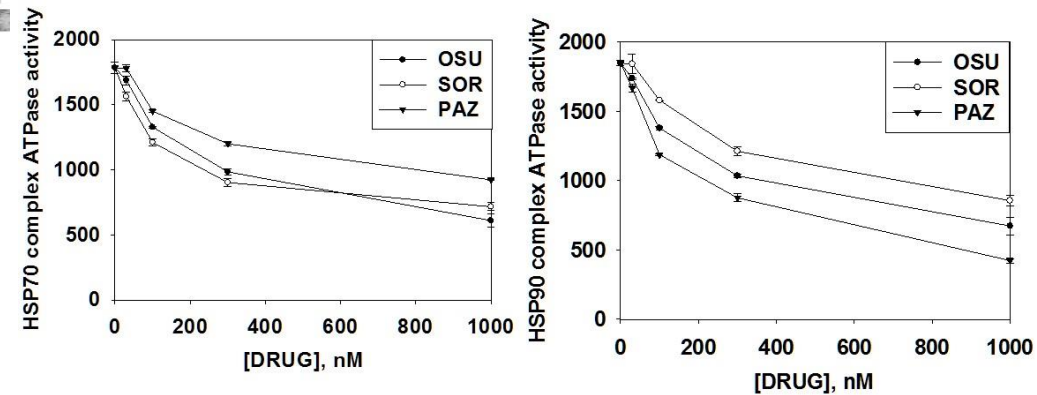 HSP70 complex ATPase activity
2000
1500
1000
500
0
0 200 400 600 800 1000
[DRUG], nM
OSU
SOR
PAZ
HSP90 complex ATPase activity
2000
1500
1000
500
0
0 200 400 600 800 1000
[DRUG], nM
OSU
SOR
PAZ